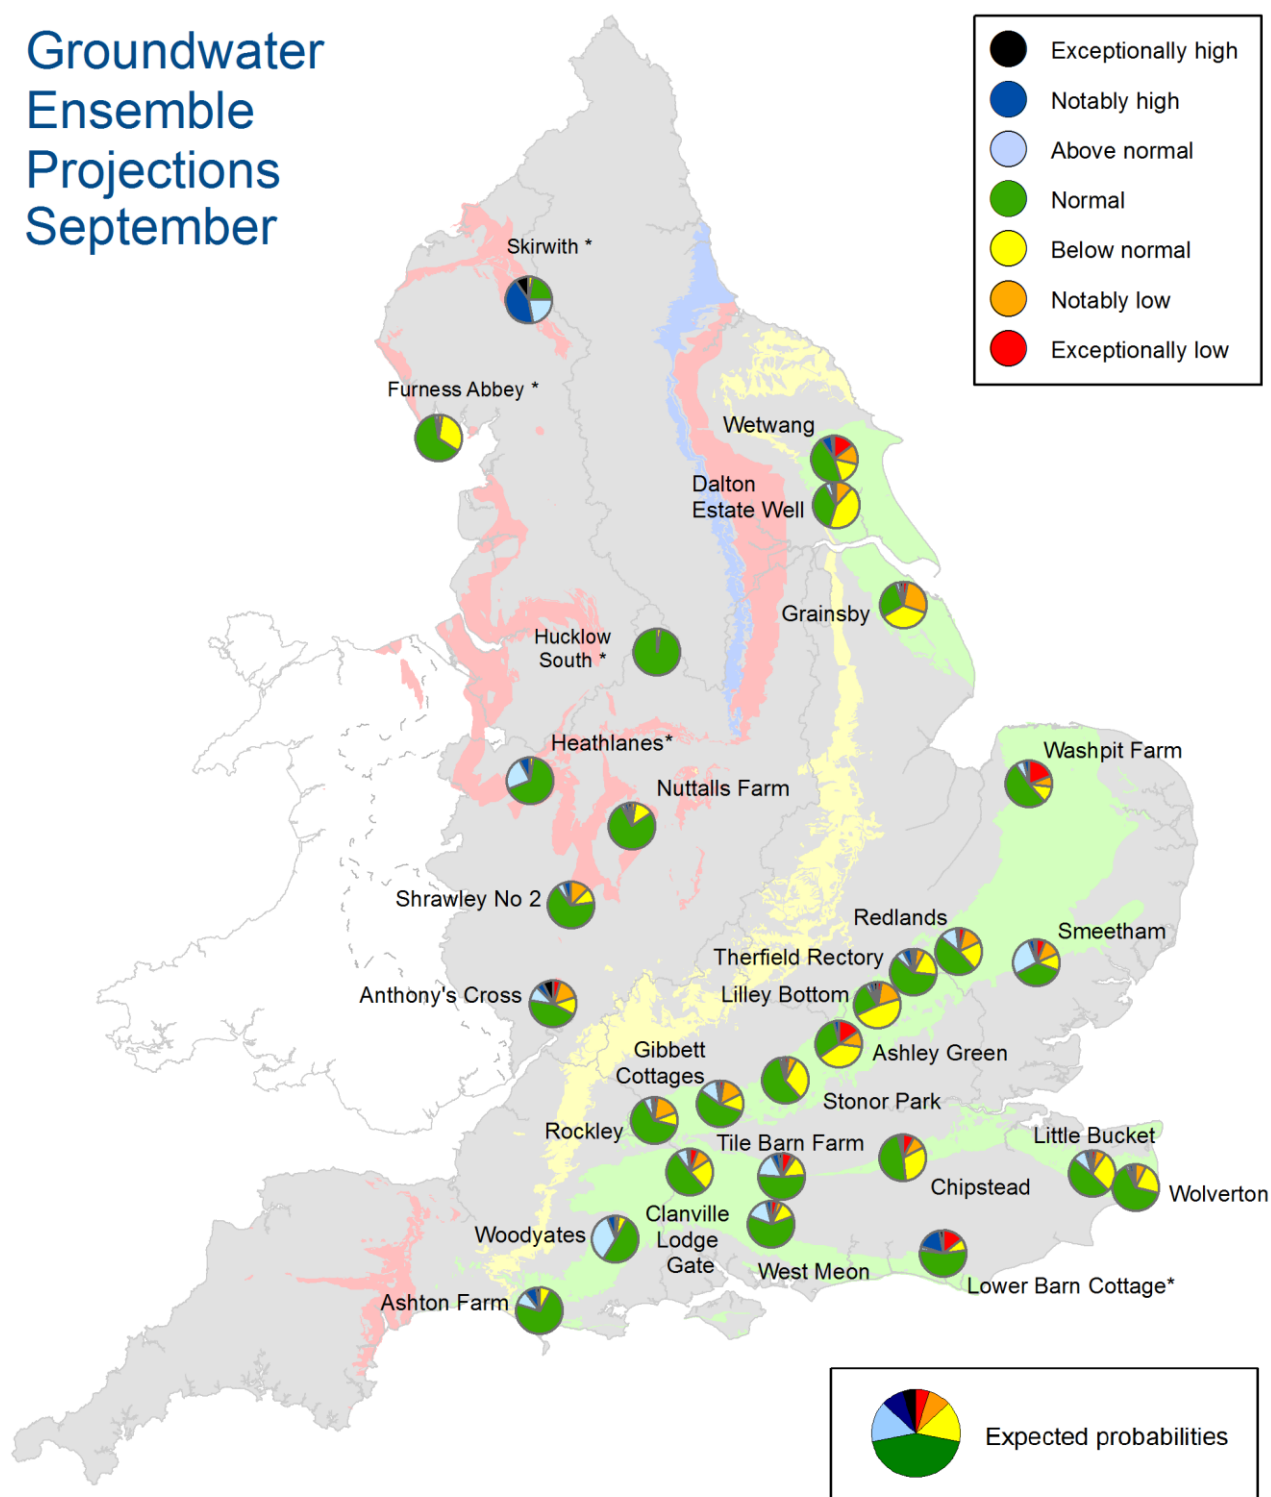 Groundwater
Ensemble
Projections
September
Exceptionally high
Notably high
Above normal
Normal
Below normal
Notably low
Exceptionally low
Skirwith *
Furness Abbey *
Wetwang
Dalton
Estate Well
Grainsby
Hucklow
South *
Heathlanes*
Nuttalls Farm
Washpit Farm
Shrawley No 2
Redlands
Smeetham
Therfield Rectory
Anthony's Cross
Lilley Bottom
Gibbett
Cottages
Ashley Green
Stonor Park
Rockley
Tile Barn Farm
Little Bucket
Chipstead
Wolverton
Woodyates
Clanville
Lodge
Gate
West Meon
Lower Barn Cottage*
Ashton Farm
Expected probabilities